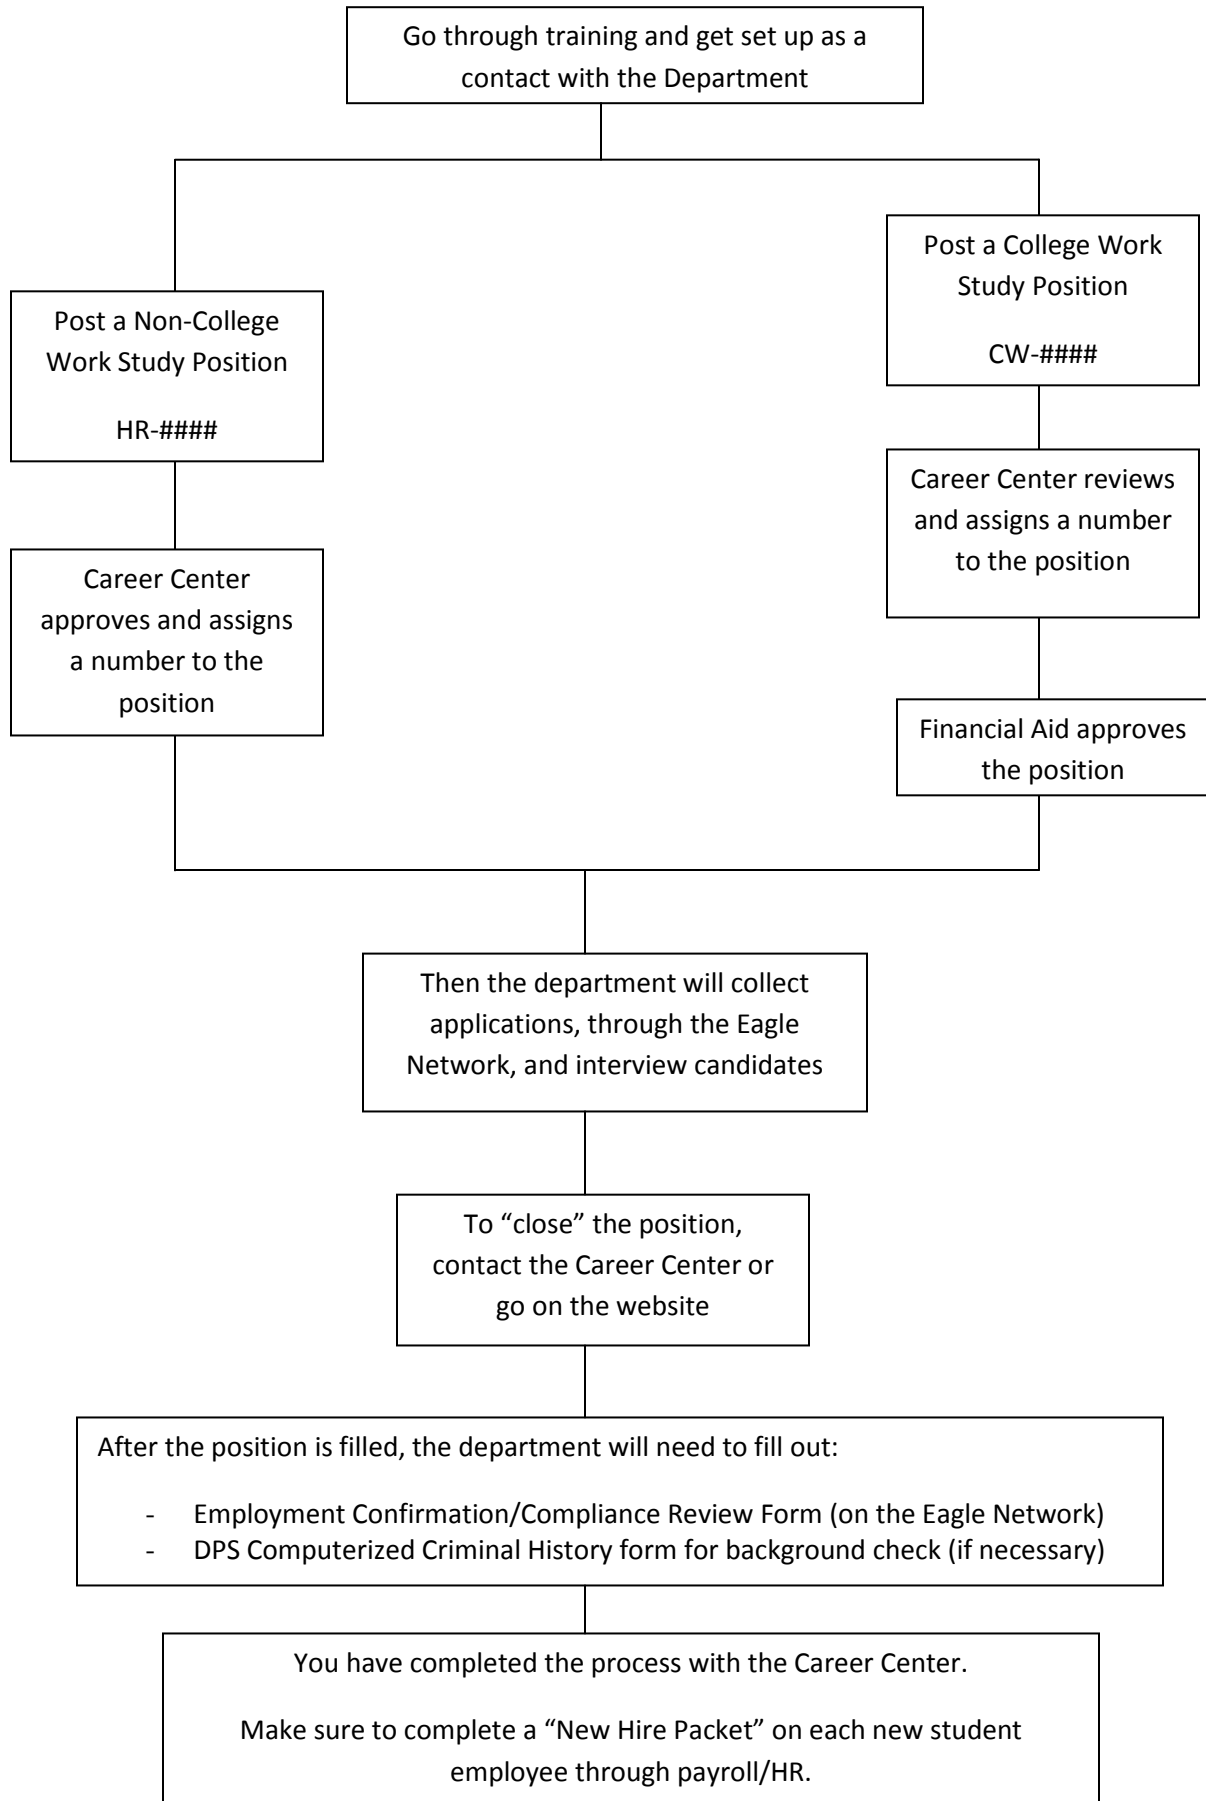 Go through training and get set up as a
contact with the Department
Post a College Work
Study Position
CW-####
Post a Non-College
Work Study Position
HR-####
Career Center reviews
and assigns a number
to the position
Career Center
approves and assigns
a number to the
position
Financial Aid approves
the position
Then the department will collect
applications, through the Eagle
Network, and interview candidates
To “close” the position,
contact the Career Center or
go on the website
After the position is filled, the department will need to fill out:
- Employment Confirmation/Compliance Review Form (on the Eagle Network)
- DPS Computerized Criminal History form for background check (if necessary)
You have completed the process with the Career Center.
Make sure to complete a “New Hire Packet” on each new student
employee through payroll/HR.